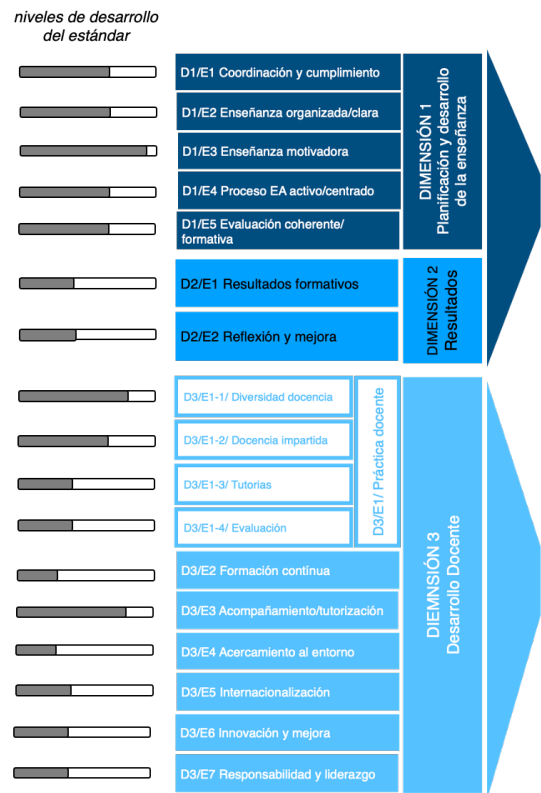 niveles de desarrollo
del estándar
D1/E1 Coordinación y cumplimiento
D1/E2 Enseñanza organizada/clara
D1/E3 Enseñanza motivadora
D1/E4 Proceso EA activo/centrado
D1/E5 Evaluación coherente/
formativa
DIMENSIÓN 1
Planificación y desarrollo
de la enseñanza
D2/E1 Resultados formativos
D2/E2 Reflexión y mejora
DIMENSIÓN 2
Resultados
D3/E1-1/ Diversidad docencia
D3/E1-2/ Docencia impartida
D3/E1-3/ Tutorias
D3/E1-4/ Evaluación
D3/E1/ Práctica docente
D3/E2 Formación contínua
D3/E3 Acompañamiento/tutorización
D3/E4 Acercamiento al entorno
D3/E5 Internacionalización
D3/E6 Innovación y mejora
D3/E7 Responsabilidad y liderazgo
DIEMNSIÓN 3
Desarrollo Docente